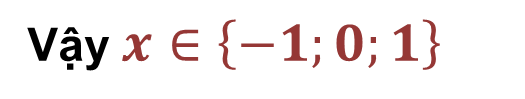 Vậy x ∈ {−1; 0; 1}